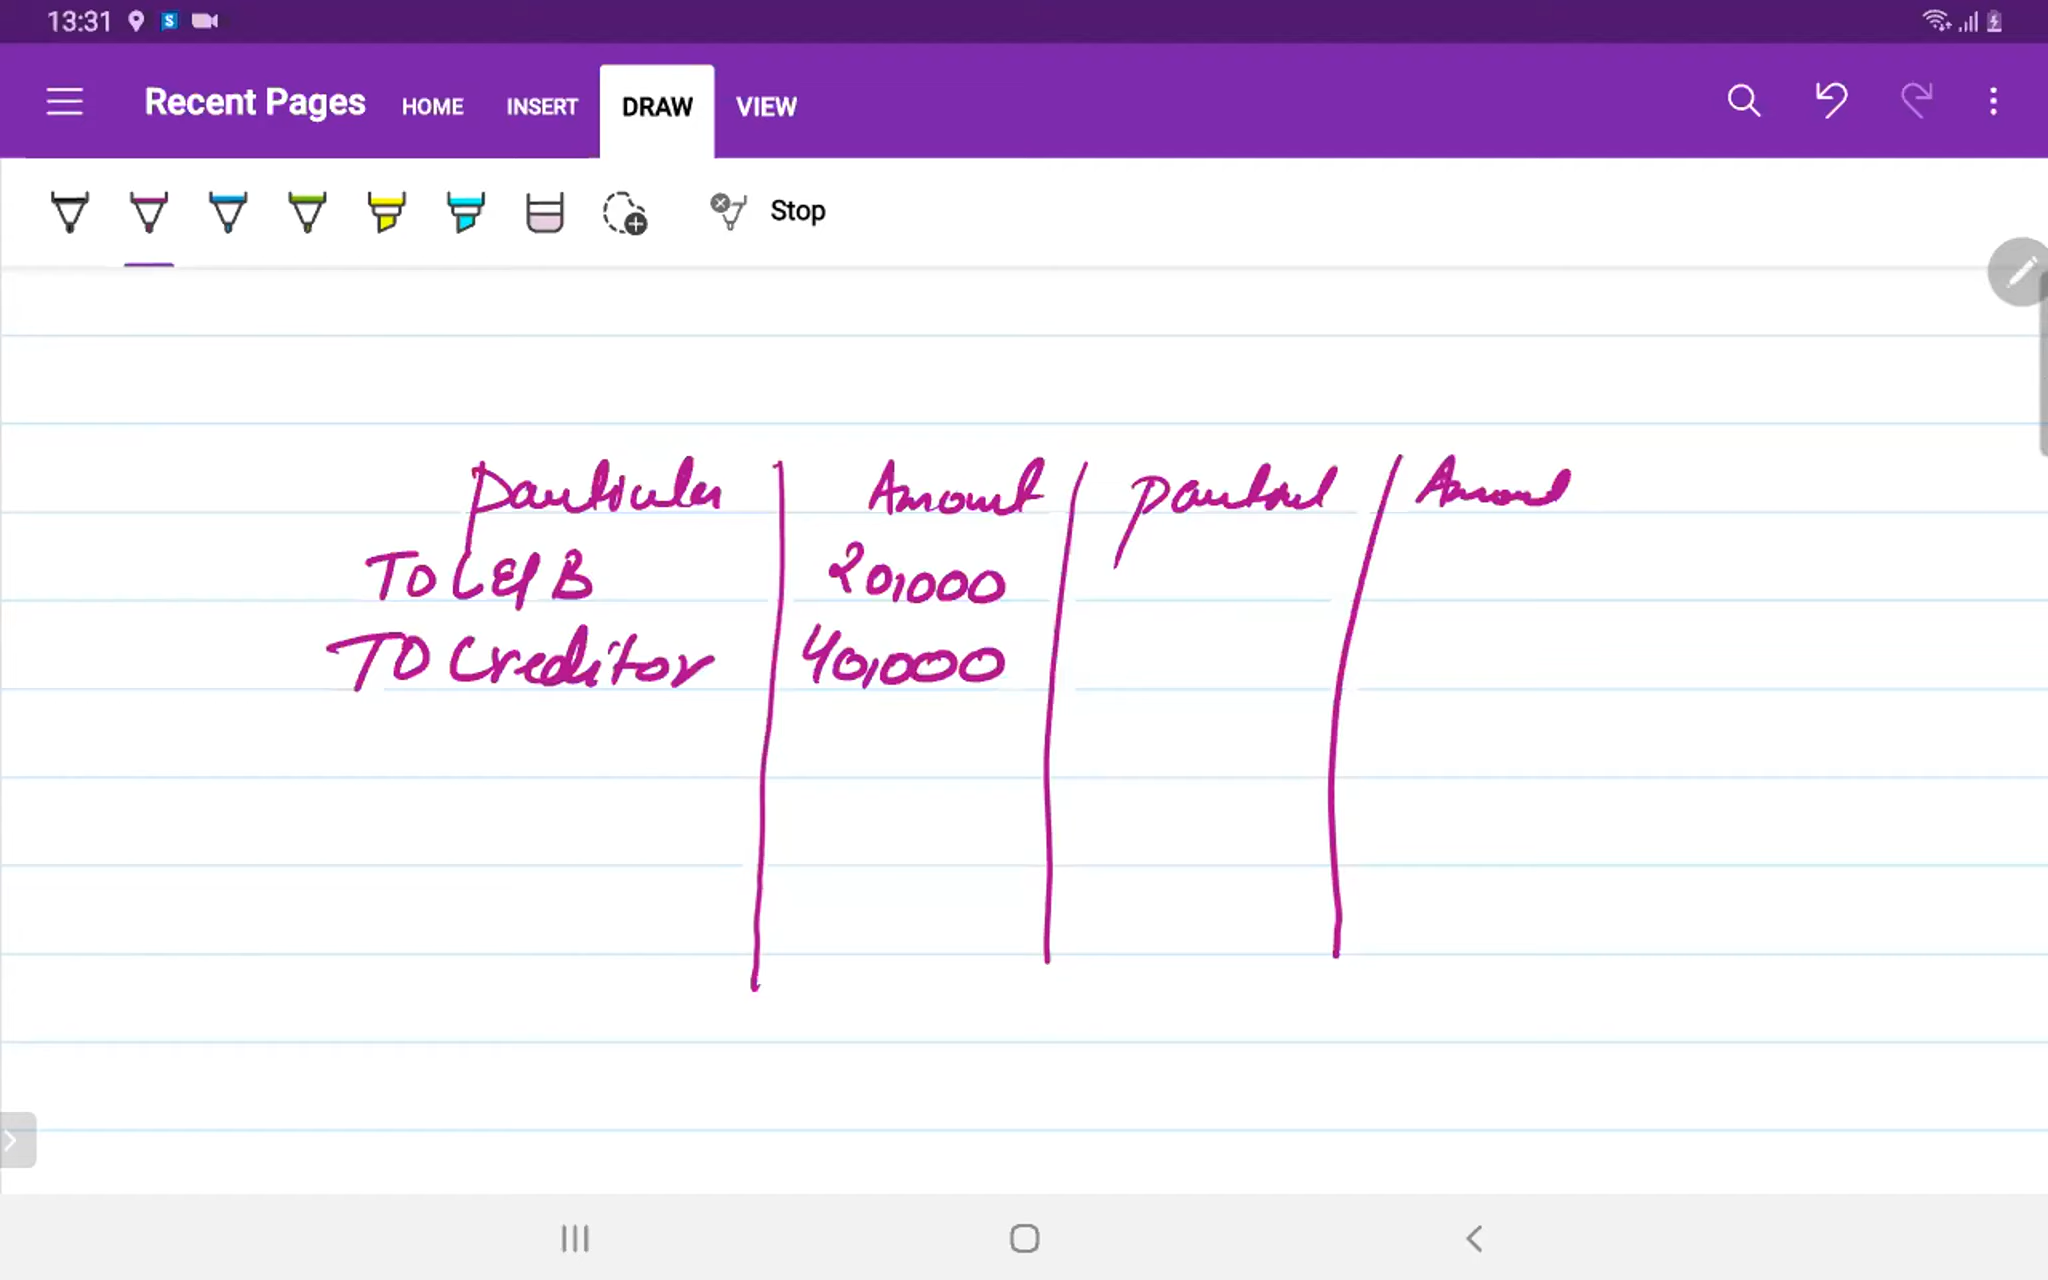 13:31
Recent Pages HOME INSERT DRAW VIEW
Stop
Particular Amount Amount
To L&B 20,000
To Creditor 40,000